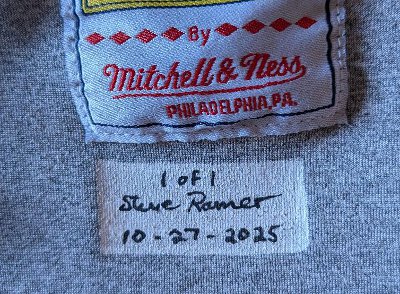 By
Mitchell & Ness
PHILADELPHIA, PA.
1 of 1
Steve Ramer
10 - 27 - 2025